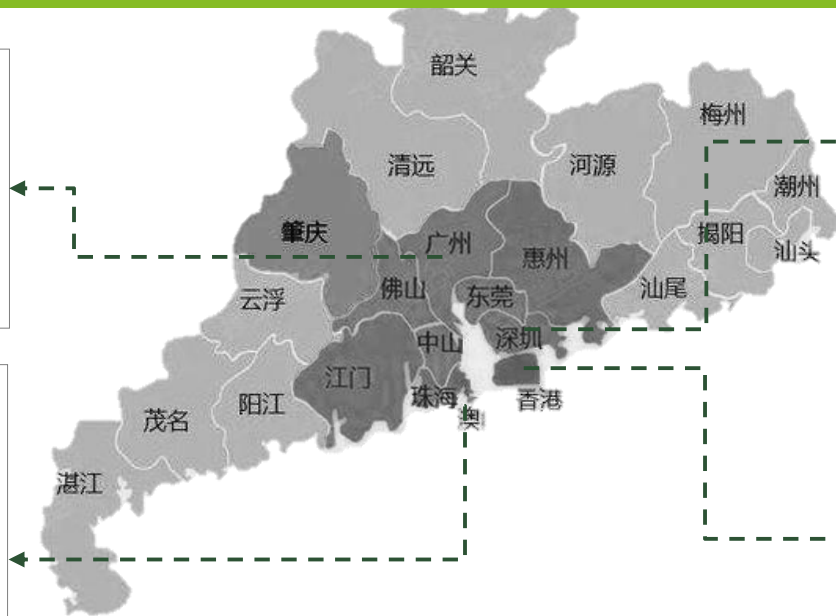 韶关
梅州
清远
河源
潮州
肇庆
广州
揭阳
惠州
汕头
佛山
东莞
汕尾
云浮
中山
深圳
江门
珠海
香港
阳江
澳
茂名
湛江